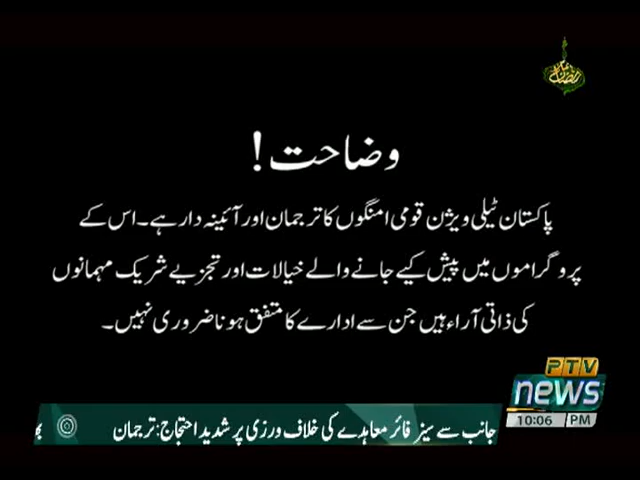 وضاحت!
پاکستان ٹیلی ویژن قومی امنگوں کا ترجمان اور آئینہ دار ہے۔ اس کے
پروگراموں میں پیش کیے جانے والے خیالات اور تجزیے شریک مہمانوں
کی ذاتی آراء ہیں جن سے ادارے کا متفق ہونا ضروری نہیں۔
PTV
news
جانب سے سیز فائر معاہدے کی خلاف ورزی پر شدید احتجاج: ترجمان
10:06 PM